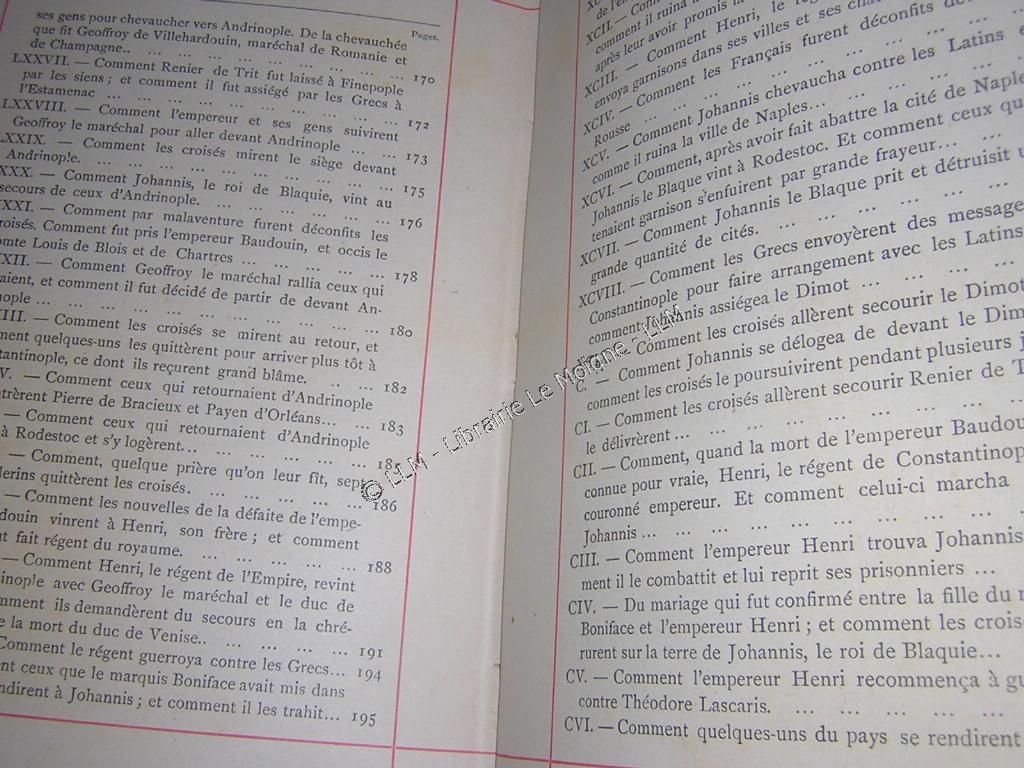 Pages.
ses gens pour chevaucher vers Andrinople. De la chevauchée
que fit Geoffroy de Villehardouin, maréchal de Romanie et
de Champagne.. ... ... ... ... ... ... ... 170
LXXVII. — Comment Renier de Trit fut laissé à Finepople
par les siens ; et comment il fut assiégé par les Grecs à
l'Estamenac ... ... ... ... ... ... ... 172
LXXVIII. — Comment l'empereur et ses gens suivirent
Geoffroy le maréchal pour aller devant Andrinople ... ... 173
LXXIX. — Comment les croisés mirent le siège devant
Andrinople. ... ... ... ... ... ... ... ... 175
XXX. — Comment Johannis, le roi de Blaquie, vint au
secours de ceux d'Andrinople. ... ... ... ... ... 176
XXXI. — Comment par malaventure furent déconfits les
croisés. Comment fut pris l'empereur Baudouin, et occis le
comte Louis de Blois et de Chartres ... ... ... ... 178
XXII. — Comment Geoffroy le maréchal rallia ceux qui
aient, et comment il fut décidé de partir de devant An-
nople ... ... ... ... ... ... ... ... ... 180
XIII. — Comment les croisés se mirent au retour, et
ment quelques-uns les quittèrent pour arriver plus tôt à
stantinople, ce dont ils reçurent grand blâme. ... ... 182
V. — Comment ceux qui retournaient d'Andrinople
ntrèrent Pierre de Bracieux et Payen d'Orléans... ... 183
— Comment ceux qui retournaient d'Andrinople
à Rodestoc et s'y logèrent... ... ... ... ... ...
— Comment, quelque prière qu'on leur fît, sept
lerins quittèrent les croisés. ... ... ... ... ... 186
— Comment les nouvelles de la défaite de l'empe-
douin vinrent à Henri, son frère ; et comment
ut fait régent du royaume. ... ... ... ... ... 188
— Comment Henri, le régent de l'Empire, revint
inople avec Geoffroy le maréchal et le duc de
mment ils demandèrent du secours en la chré-
e la mort du duc de Venise.. ... ... ... ... 191
Comment le régent guerroya contre les Grecs... 194
nt ceux que le marquis Boniface avait mis dans
ndirent à Johannis ; et comment il les trahit... 195
XCII. — Com
comment il ruina
après leur avoir promis la
XCIII. — Comment Henri, le
envoya garnisons dans ses villes et ses
XCIV. — Comment les Français furent déconfits
Rousse ... ... ... ... ... ... ...
XCV. — Comment Johannis chevaucha contre les Latins
comme il ruina la ville de Naples... ... ... ...
XCVI. — Comment, après avoir fait abattre la cité de Naple
Johannis le Blaque vint à Rodestoc. Et comment ceux qu
tenaient garnison s'enfuirent par grande frayeur... ...
XCVII. — Comment Johannis le Blaque prit et détruisit u
grande quantité de cités. ... ... ... ... ...
XCVIII. — Comment les Grecs envoyèrent des message
Constantinople pour faire arrangement avec les Latins
comment Johannis assiégea le Dimot ... ... ... ...
Comment les croisés allèrent secourir le Dimot
C. — Comment Johannis se délogea de devant le Dim
comment les croisés le poursuivirent pendant plusieurs j
CI. — Comment les croisés allèrent secourir Renier de T
le délivrèrent ... ... ... ... ... ... ... ...
CII. — Comment, quand la mort de l'empereur Baudou
connue pour vraie, Henri, le régent de Constantinop
couronné empereur. Et comment celui-ci marcha
Johannis ... ... ... ... ... ... ... ... ...
CIII. — Comment l'empereur Henri trouva Johannis
ment il le combattit et lui reprit ses prisonniers ...
CIV. — Du mariage qui fut confirmé entre la fille du m
Boniface et l'empereur Henri ; et comment les crois
rurent sur la terre de Johannis, le roi de Blaquie...
CV. — Comment l'empereur Henri recommença à gu
contre Théodore Lascaris. ... ... ... ... ...
CVI. — Comment quelques-uns du pays se rendirent
© LLM - Librairie Le Molgne - LLM